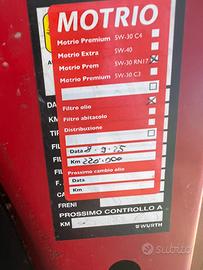 MOTRIO
Motrio Premium 5W-30 C4
Motrio Extra 5W-40
Motrio Prem 5W-30 RN17
Motrio Premium 5W-30 C3
Filtro olio
Filtro abitacolo
Distribuzione
Data 8-9-25
Km 220.000
Prossimo cambio olio
Data
Km
FRENI
PROSSIMO CONTROLLO A
KM
WÜRTH
subito